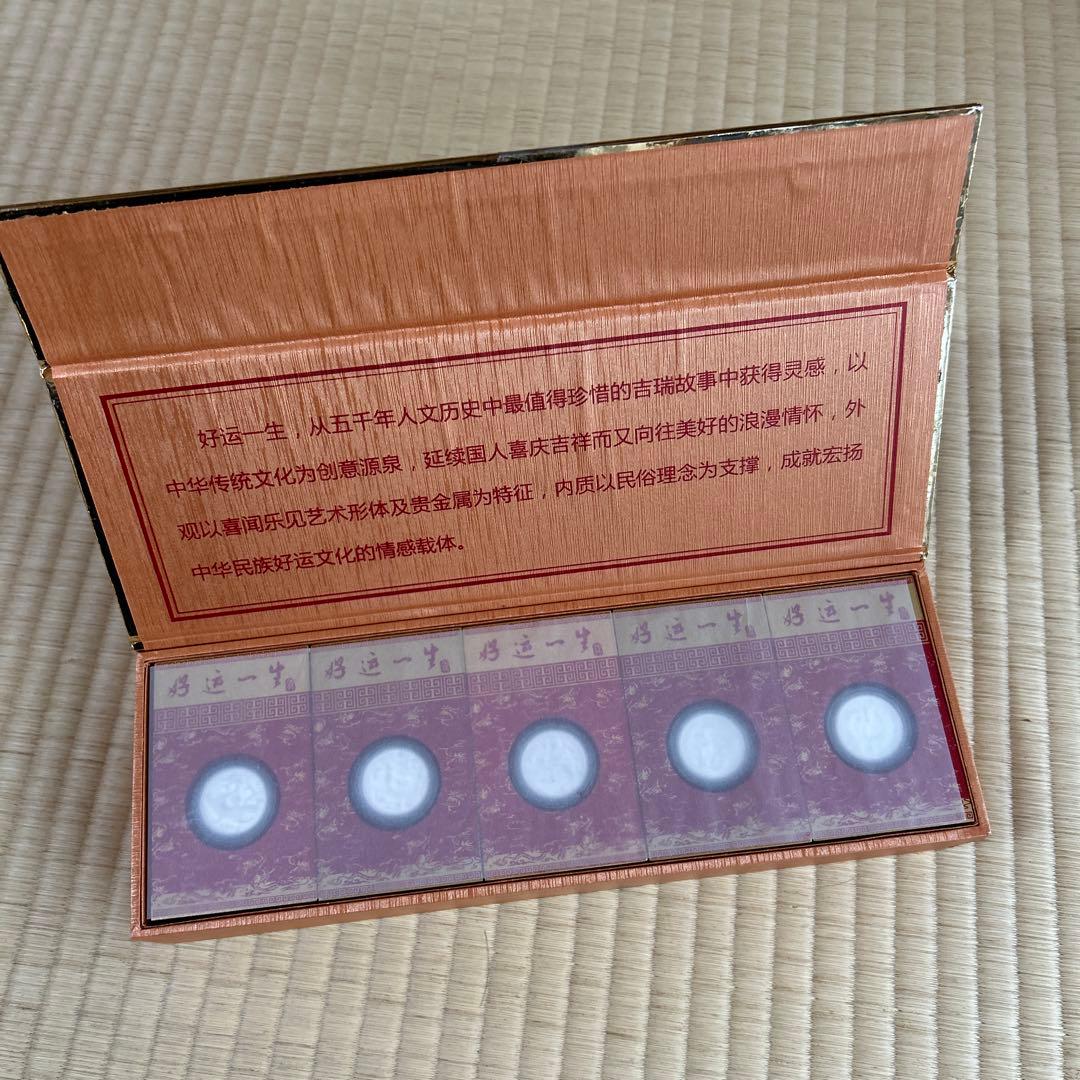 好运一生，从五千年人文历史中最值得珍惜的吉瑞故事中获得灵感，以
中华传统文化为创意源泉，延续国人喜庆吉祥而又向往美好的浪漫情怀，外
观以喜闻乐见艺术形体及贵金属为特征，内质以民俗理念为支撑，成就宏扬
中华民族好运文化的情感载体。
好运一生
好运一生
好运一生
好运一生
好运一生